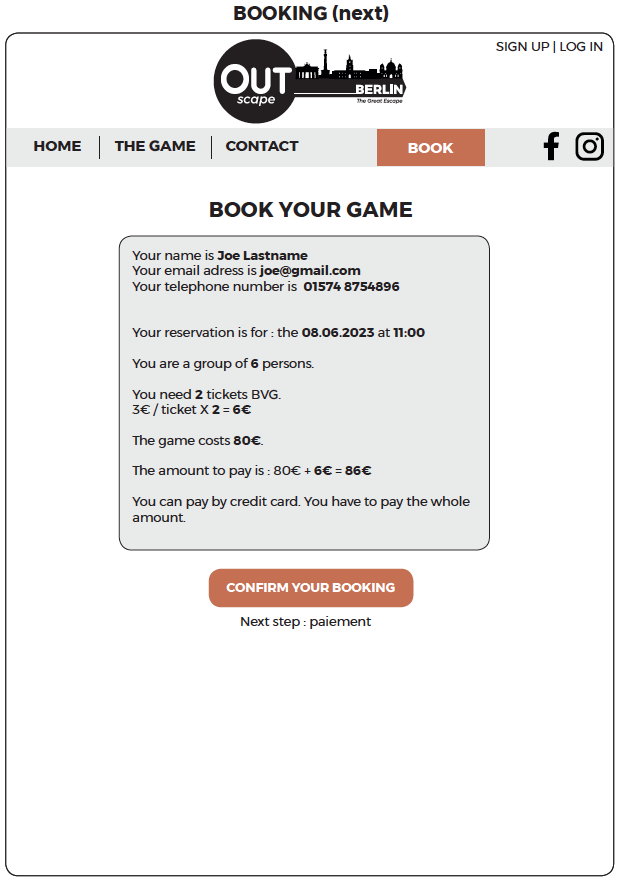 BOOKING (next)
SIGN UP | LOG IN
OUT
scape
BERLIN
The Great Escape
HOME | THE GAME | CONTACT
BOOK
BOOK YOUR GAME
Your name is Joe Lastname
Your email adress is joe@gmail.com
Your telephone number is 01574 8754896
Your reservation is for : the 08.06.2023 at 11:00
You are a group of 6 persons.
You need 2 tickets BVG.
3€ / ticket X 2 = 6€
The game costs 80€.
The amount to pay is : 80€ + 6€ = 86€
You can pay by credit card. You have to pay the whole
amount.
CONFIRM YOUR BOOKING
Next step : paiement